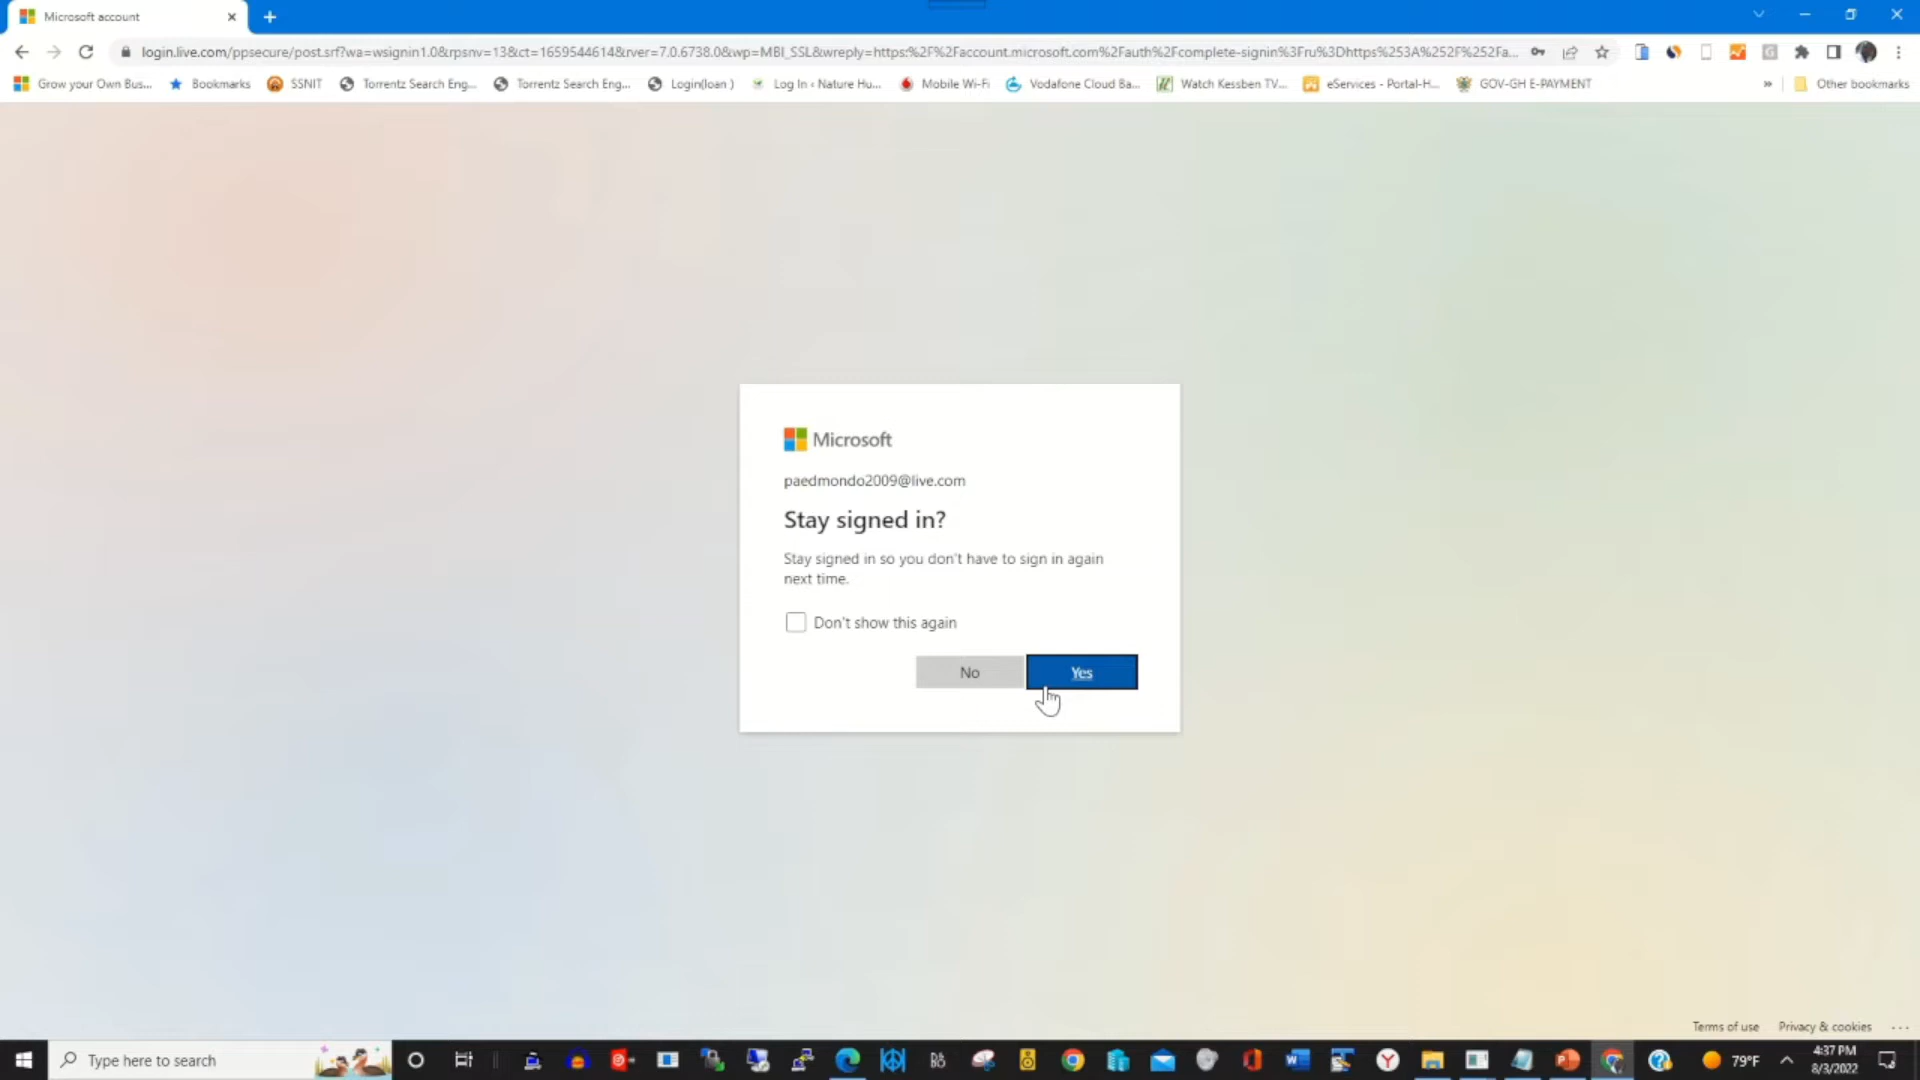 Microsoft account
login.live.com/ppsecure/post.srf?wa=wsignin1.0&rpsnv=13&ct=1659544614&rver=7.0.6738.0&wp=MBI_SSL&wreply=https:%2F%2Faccount.microsoft.com%2Fauth%2Fcomplete-signin%3Fru%3Dhttps%253A%252F%252Fa...
Grow your Own Bus... Bookmarks SSNIT Torrentz Search Eng... Torrentz Search Eng... Login(loan ) Log In ‹ Nature Hu... Mobile Wi-Fi Vodafone Cloud Ba... Watch Kessben TV... eServices - Portal-H... GOV-GH E-PAYMENT » Other bookmarks
Microsoft
paedmondo2009@live.com
Stay signed in?
Stay signed in so you don't have to sign in again
next time.
Don't show this again
No Yes
Terms of use Privacy & cookies ...
Type here to search
79°F
4:37 PM
8/3/2022